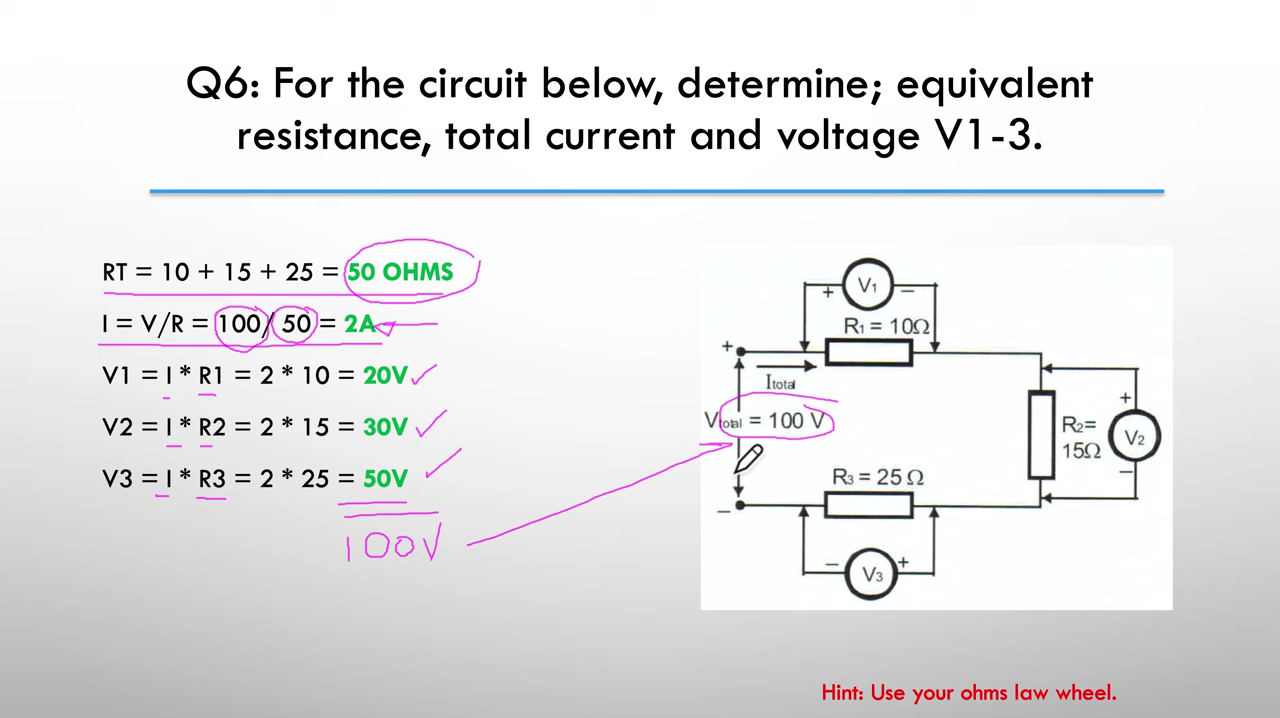 Q6: For the circuit below, determine; equivalent
resistance, total current and voltage V1-3.
RT = 10 + 15 + 25 = 50 OHMS
I = V/R = 100/ 50 = 2A
V1 = I * R1 = 2 * 10 = 20V
V2 = I * R2 = 2 * 15 = 30V
V3 = I * R3 = 2 * 25 = 50V
100V
+ V1 −
R1 = 10Ω
+
Itotal
Vtotal = 100 V
+
R2=
15Ω
V2
−
R3 = 25 Ω
−
− V3 +
Hint: Use your ohms law wheel.